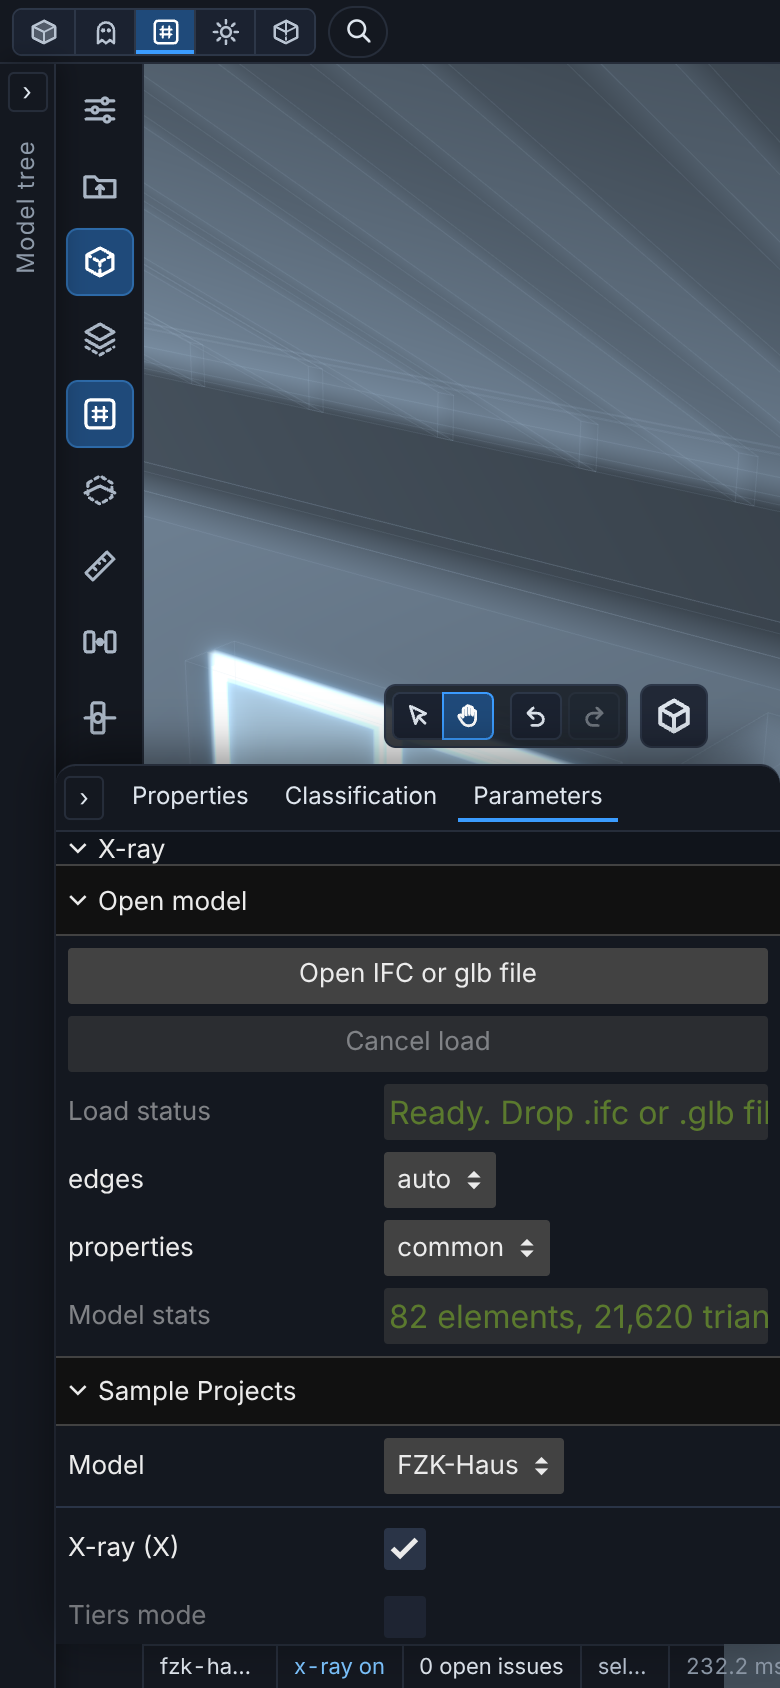 Model tree
Properties Classification Parameters
X-ray
Open model
Open IFC or glb file
Cancel load
Load status Ready. Drop .ifc or .glb fil
edges auto
properties common
Model stats 82 elements, 21,620 trian
Sample Projects
Model FZK-Haus
X-ray (X)
Tiers mode
fzk-ha... x-ray on 0 open issues sel... 232.2 ms